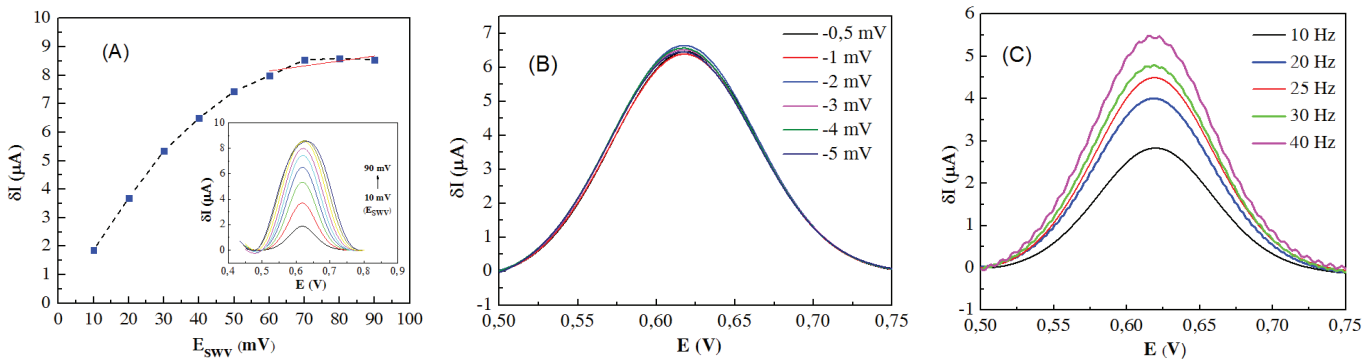 (A)
δI (μA)
10
9
8
7
6
5
4
3
2
1
0
0 10 20 30 40 50 60 70 80 90 100
E_SWV (mV)
δI (μA)
10
8
6
4
2
0
0,4 0,5 0,6 0,7 0,8 0,9
E (V)
90 mV
10 mV
(E_SWV)
(B)
δI (μA)
7
6
5
4
3
2
1
0
-1
0,50 0,55 0,60 0,65 0,70 0,75
E (V)
-0,5 mV
-1 mV
-2 mV
-3 mV
-4 mV
-5 mV
(C)
δI (μA)
6
5
4
3
2
1
0
-1
0,50 0,55 0,60 0,65 0,70 0,75
E (V)
10 Hz
20 Hz
25 Hz
30 Hz
40 Hz